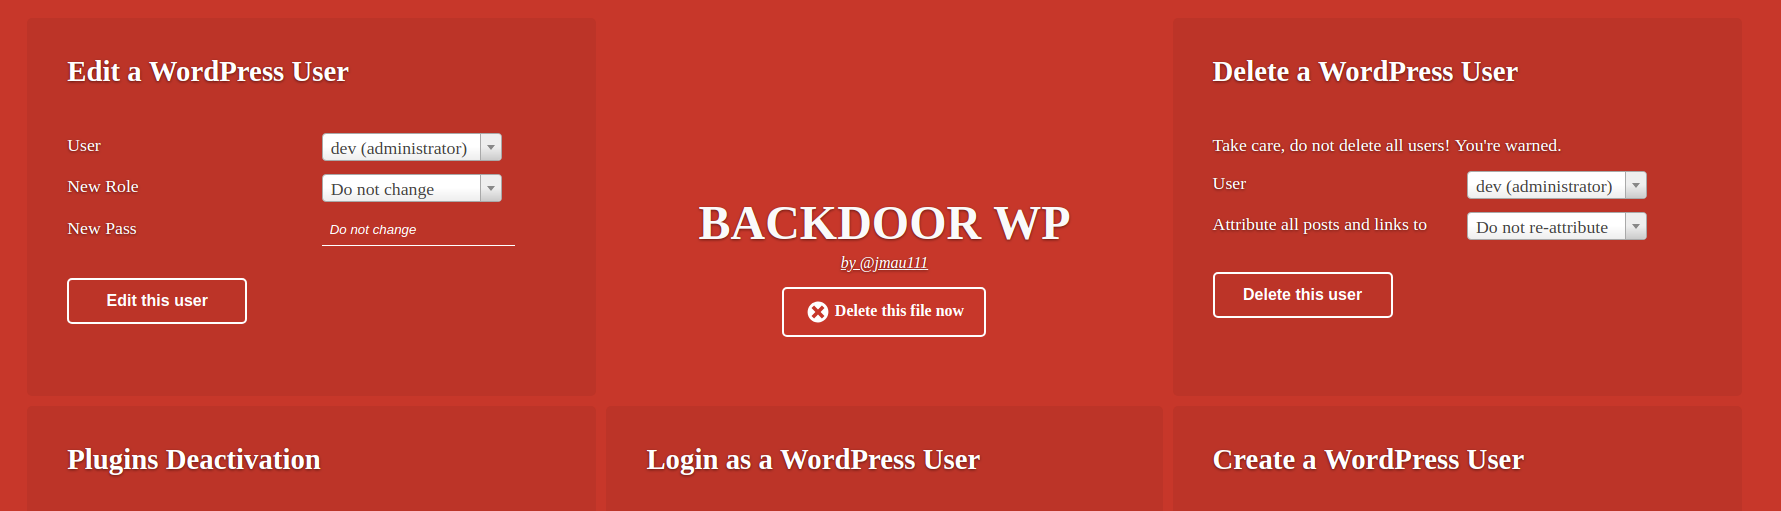 Edit a WordPress User
User
dev (administrator)
New Role
Do not change
New Pass
Do not change
Edit this user
BACKDOOR WP
by @jmau111
Delete this file now
Delete a WordPress User
Take care, do not delete all users! You're warned.
User
dev (administrator)
Attribute all posts and links to
Do not re-attribute
Delete this user
Plugins Deactivation
Login as a WordPress User
Create a WordPress User